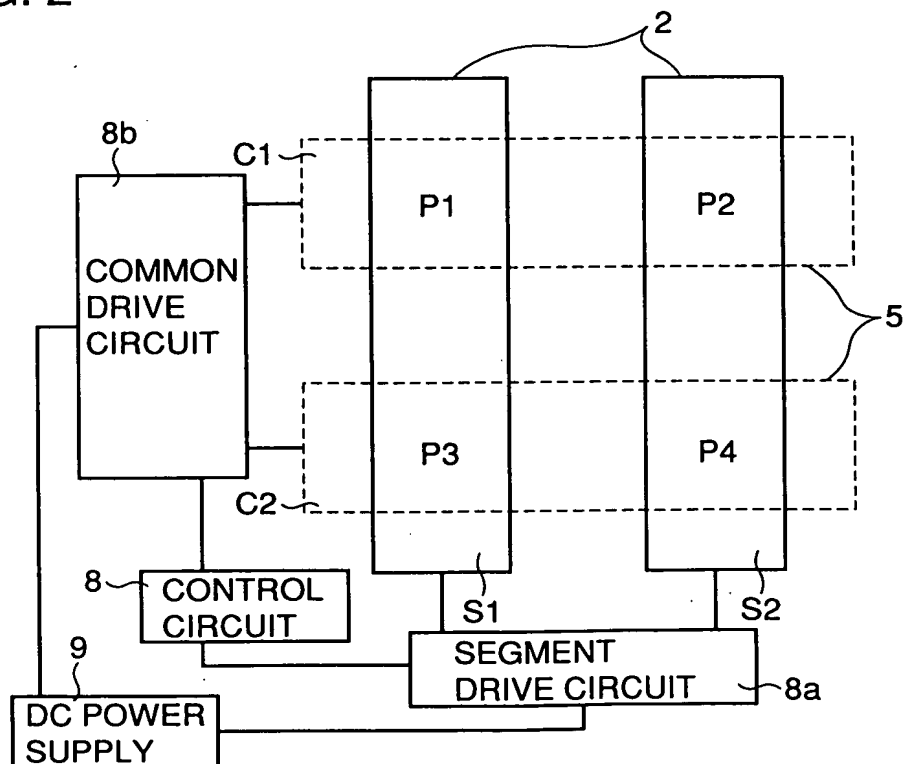 2
8b
C1
P1
P2
COMMON
DRIVE
CIRCUIT
5
P3
P4
C2
8
CONTROL
CIRCUIT
S1
S2
9
SEGMENT
DRIVE CIRCUIT
8a
DC POWER
SUPPLY